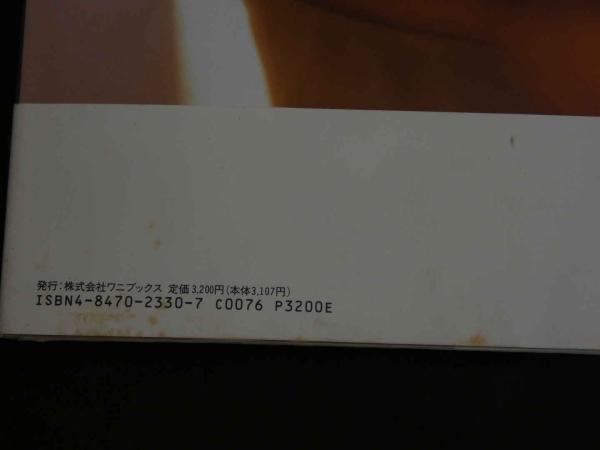 発行：株式会社ワニブックス 定価3,200円（本体3,107円）
ISBN4-8470-2330-7 C0076 P3200E